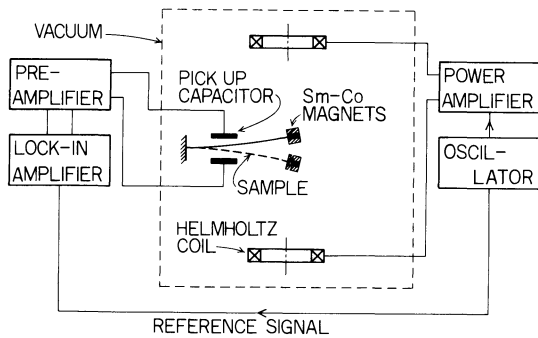 VACUUM
PRE-
AMPLIFIER
LOCK-IN
AMPLIFIER
PICK UP
CAPACITOR
Sm-Co
MAGNETS
SAMPLE
HELMHOLTZ
COIL
POWER
AMPLIFIER
OSCIL-
LATOR
REFERENCE SIGNAL